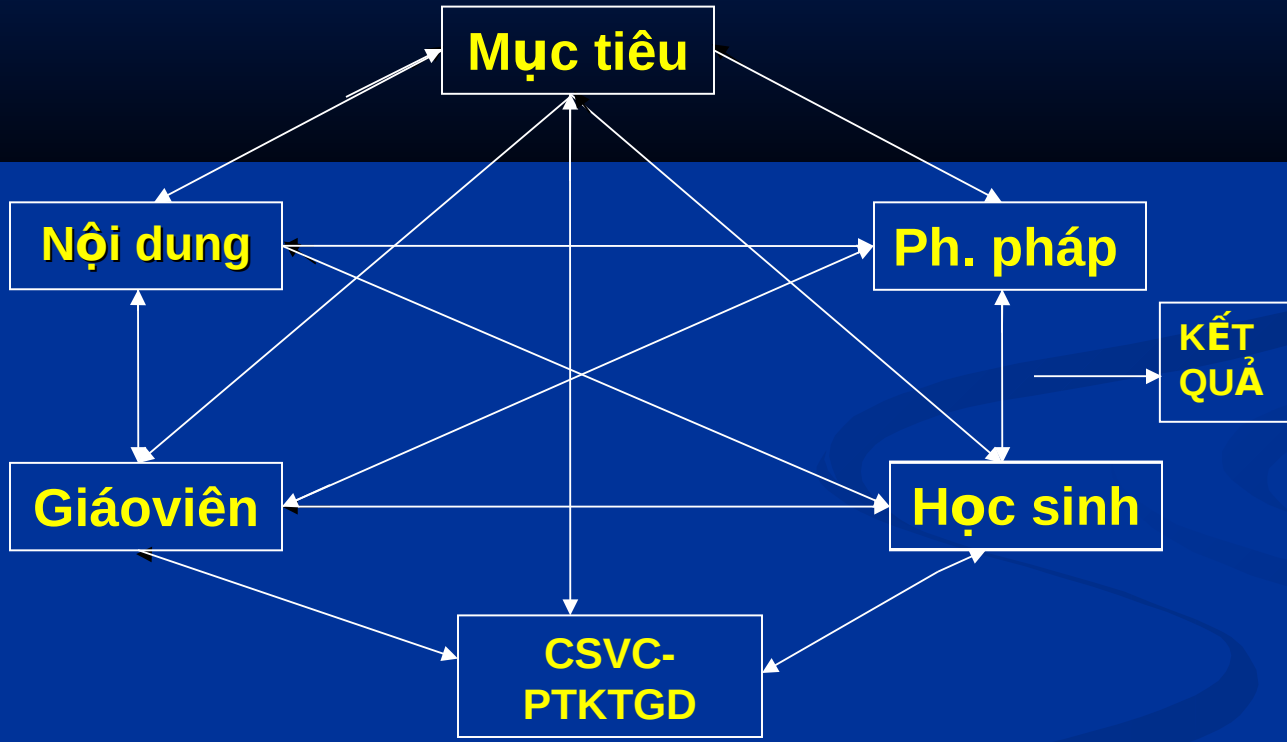 Mục tiêu
Nội dung
Ph. pháp
KẾT
QUẢ
Giáoviên
Học sinh
CSVC-
PTKTGD